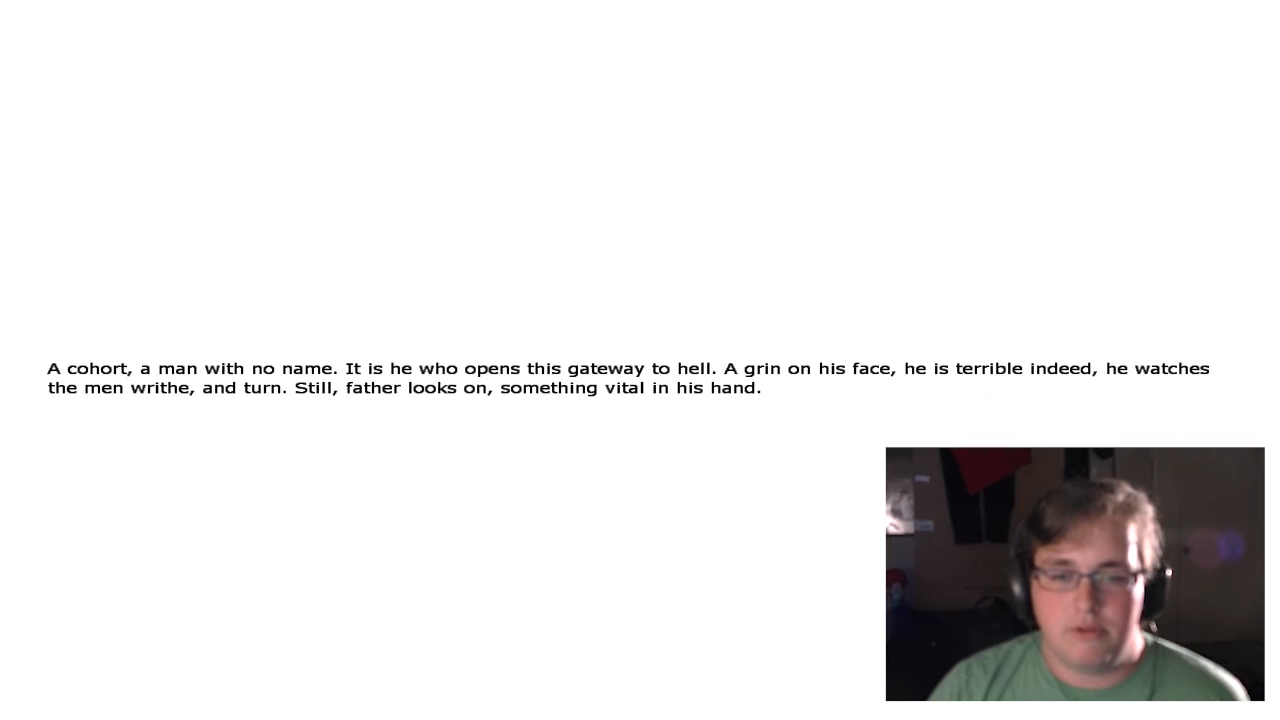 A cohort, a man with no name. It is he who opens this gateway to hell. A grin on his face, he is terrible indeed, he watches
the men writhe, and turn. Still, father looks on, something vital in his hand.